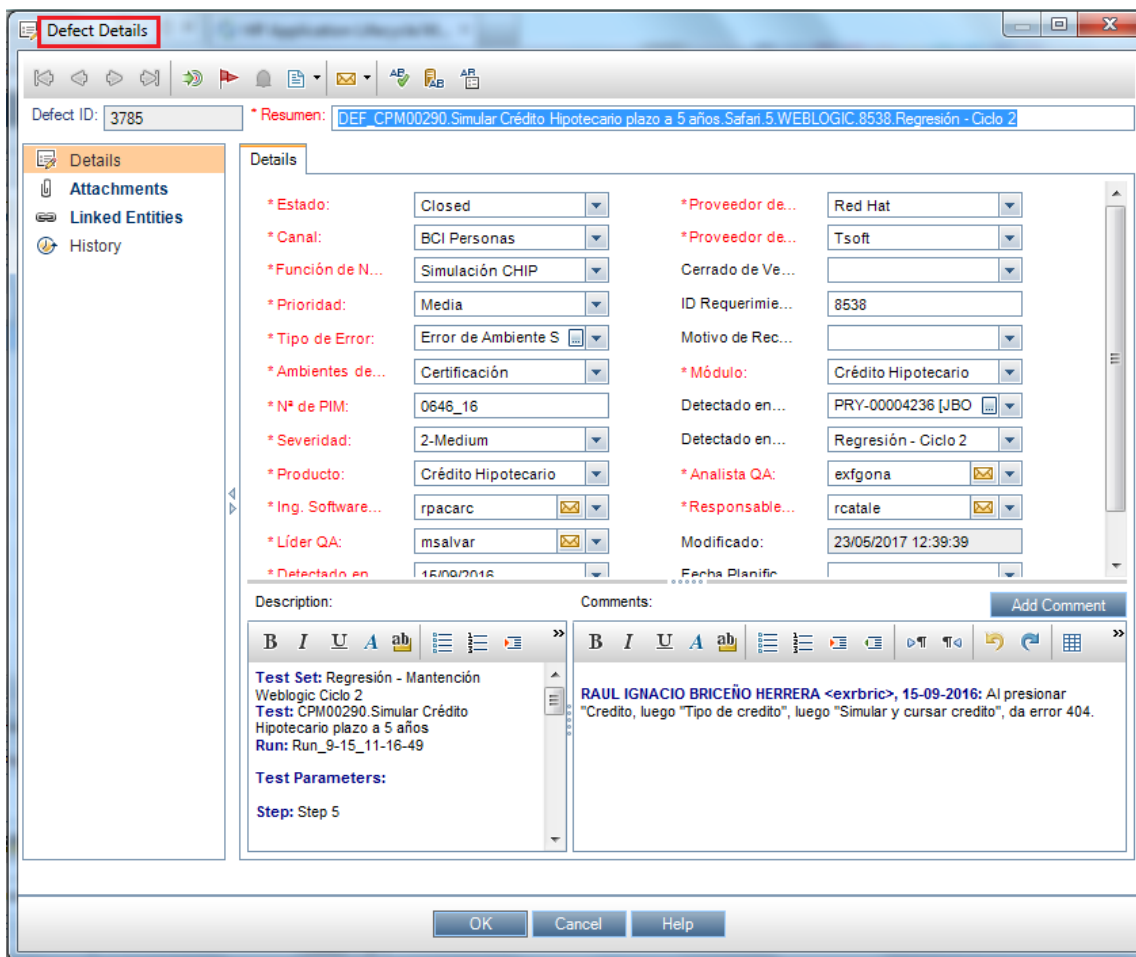 Defect Details
Defect ID: 3785 * Resumen: DEF_CPM00290.Simular Crédito Hipotecario plazo a 5 años.Safari.5.WEBLOGIC.8538.Regresión - Ciclo 2
Details
Attachments
Linked Entities
History
Details
* Estado: Closed *Proveedor de... Red Hat
* Canal: BCI Personas *Proveedor de... Tsoft
*Función de N... Simulación CHIP Cerrado de Ve...
* Prioridad: Media ID Requerimie... 8538
* Tipo de Error: Error de Ambiente S Motivo de Rec...
* Ambientes de... Certificación * Módulo: Crédito Hipotecario
* Nª de PIM: 0646_16 Detectado en... PRY-00004236 [JBO
* Severidad: 2-Medium Detectado en... Regresión - Ciclo 2
* Producto: Crédito Hipotecario * Analista QA: exfgona
* Ing. Software... rpacarc *Responsable... rcatale
* Líder QA: msalvar Modificado: 23/05/2017 12:39:39
* Detectado en 15/09/2016 Fecha Planific
Description: Comments: Add Comment
Test Set: Regresión - Mantención
Weblogic Ciclo 2
Test: CPM00290.Simular Crédito
Hipotecario plazo a 5 años
Run: Run_9-15_11-16-49
Test Parameters:
Step: Step 5
RAUL IGNACIO BRICEÑO HERRERA <exrbric>, 15-09-2016: Al presionar
"Credito, luego "Tipo de credito", luego "Simular y cursar credito", da error 404.
OK Cancel Help